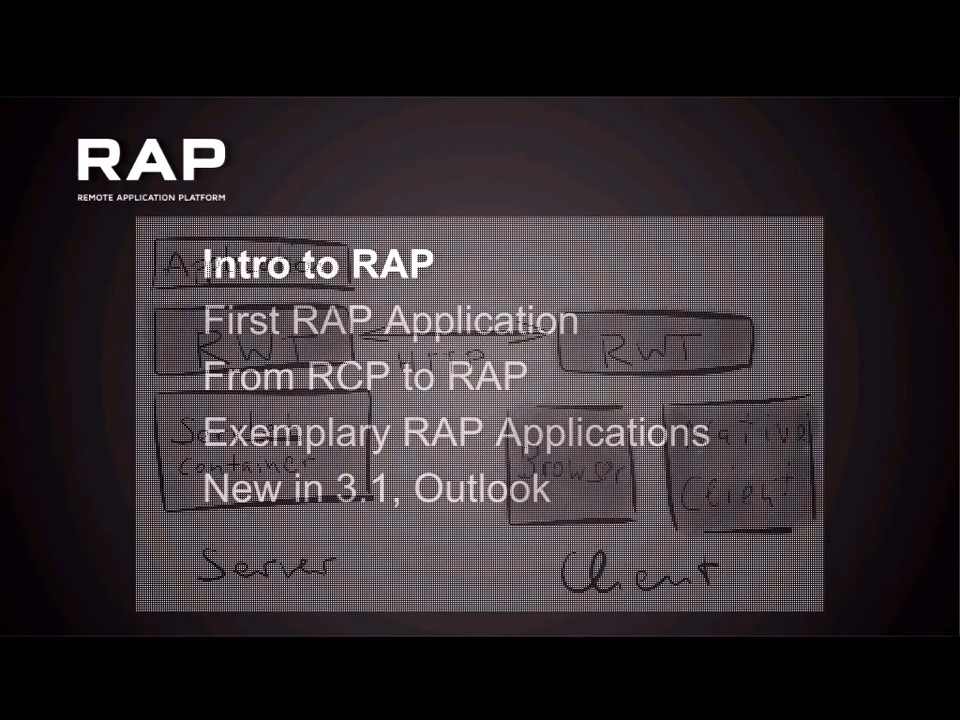 RAP
REMOTE APPLICATION PLATFORM
Intro to RAP
First RAP Application
RWT
HTTP
RWT
From RCP to RAP
Exemplary RAP Applications
container
Browser
Client
New in 3.1, Outlook
Server
Client